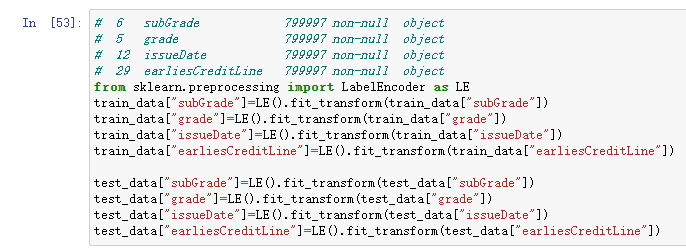 In [53]:
#  6   subGrade            799997 non-null  object
#  5   grade               799997 non-null  object
#  12  issueDate           799997 non-null  object
#  29  earliesCreditLine   799997 non-null  object
from sklearn.preprocessing import LabelEncoder as LE
train_data["subGrade"]=LE().fit_transform(train_data["subGrade"])
train_data["grade"]=LE().fit_transform(train_data["grade"])
train_data["issueDate"]=LE().fit_transform(train_data["issueDate"])
train_data["earliesCreditLine"]=LE().fit_transform(train_data["earliesCreditLine"])
test_data["subGrade"]=LE().fit_transform(test_data["subGrade"])
test_data["grade"]=LE().fit_transform(test_data["grade"])
test_data["issueDate"]=LE().fit_transform(test_data["issueDate"])
test_data["earliesCreditLine"]=LE().fit_transform(test_data["earliesCreditLine"])